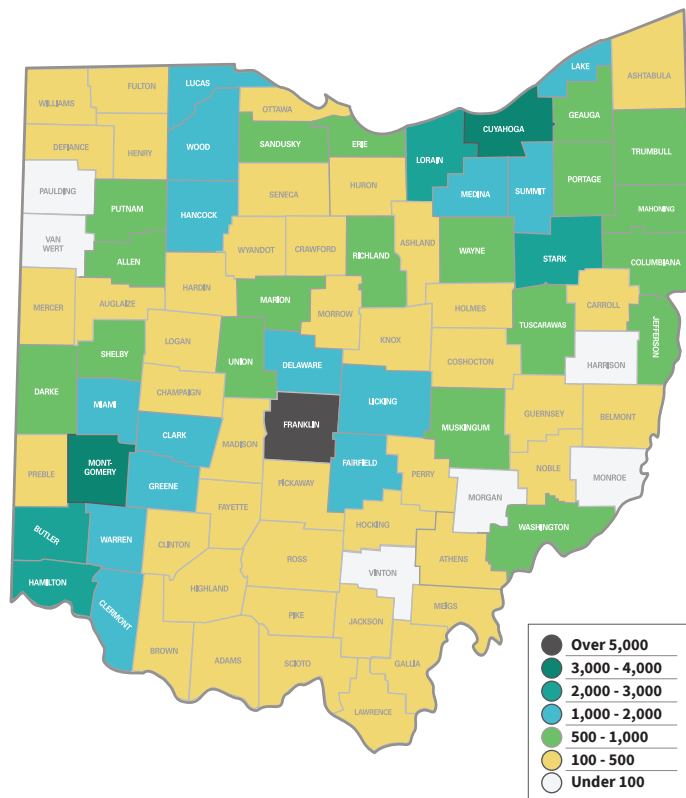 WILLIAMS
FULTON
LUCAS
OTTAWA
LAKE
ASHTABULA
DEFIANCE
HENRY
WOOD
SANDUSKY
ERIE
LORAIN
CUYAHOGA
GEAUGA
TRUMBULL
PAULDING
PUTNAM
HANCOCK
SENECA
HURON
MEDINA
SUMMIT
PORTAGE
MAHONING
VAN
WERT
ALLEN
WYANDOT
CRAWFORD
RICHLAND
ASHLAND
WAYNE
STARK
COLUMBIANA
MERCER
AUGLAIZE
HARDIN
MARION
MORROW
HOLMES
TUSCARAWAS
CARROLL
JEFFERSON
SHELBY
LOGAN
UNION
DELAWARE
KNOX
COSHOCTON
HARRISON
DARKE
MIAMI
CHAMPAIGN
CLARK
MADISON
FRANKLIN
LICKING
MUSKINGUM
GUERNSEY
BELMONT
PREBLE
MONT-
GOMERY
GREENE
FAYETTE
PICKAWAY
FAIRFIELD
PERRY
MORGAN
NOBLE
MONROE
BUTLER
WARREN
CLINTON
ROSS
HOCKING
ATHENS
WASHINGTON
HAMILTON
CLERMONT
HIGHLAND
PIKE
VINTON
JACKSON
MEIGS
BROWN
ADAMS
SCIOTO
GALLIA
LAWRENCE
Over 5,000
3,000 - 4,000
2,000 - 3,000
1,000 - 2,000
500 - 1,000
100 - 500
Under 100